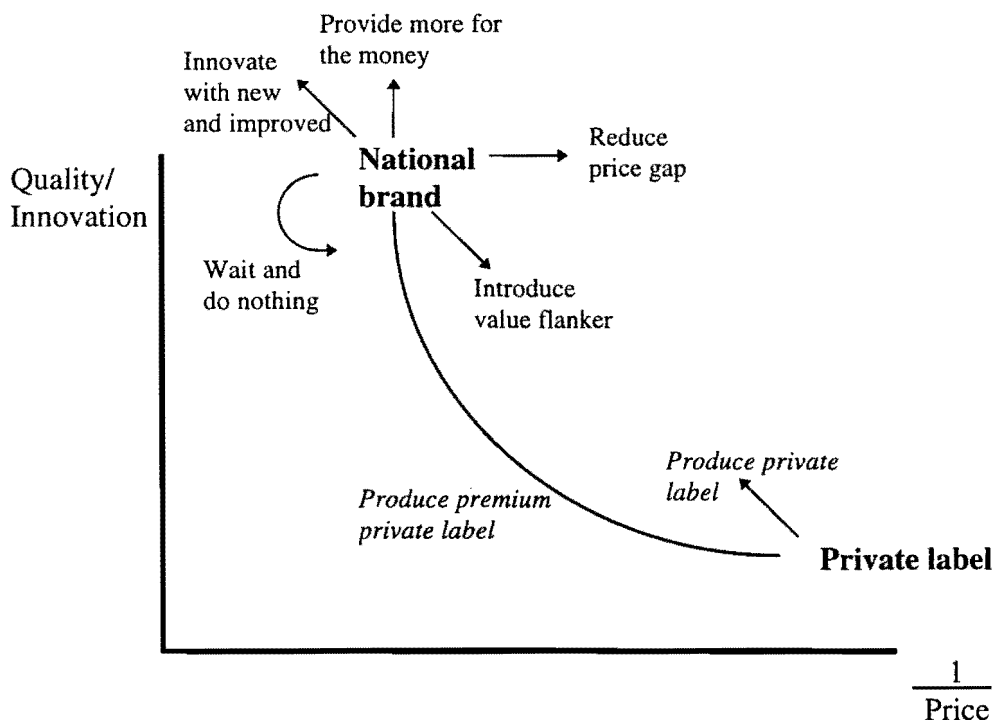 Provide more for
the money
Innovate
with new
and improved
National
brand
Reduce
price gap
Quality/
Innovation
Wait and
do nothing
Introduce
value flanker
Produce private
label
Produce premium
private label
Private label
1
Price